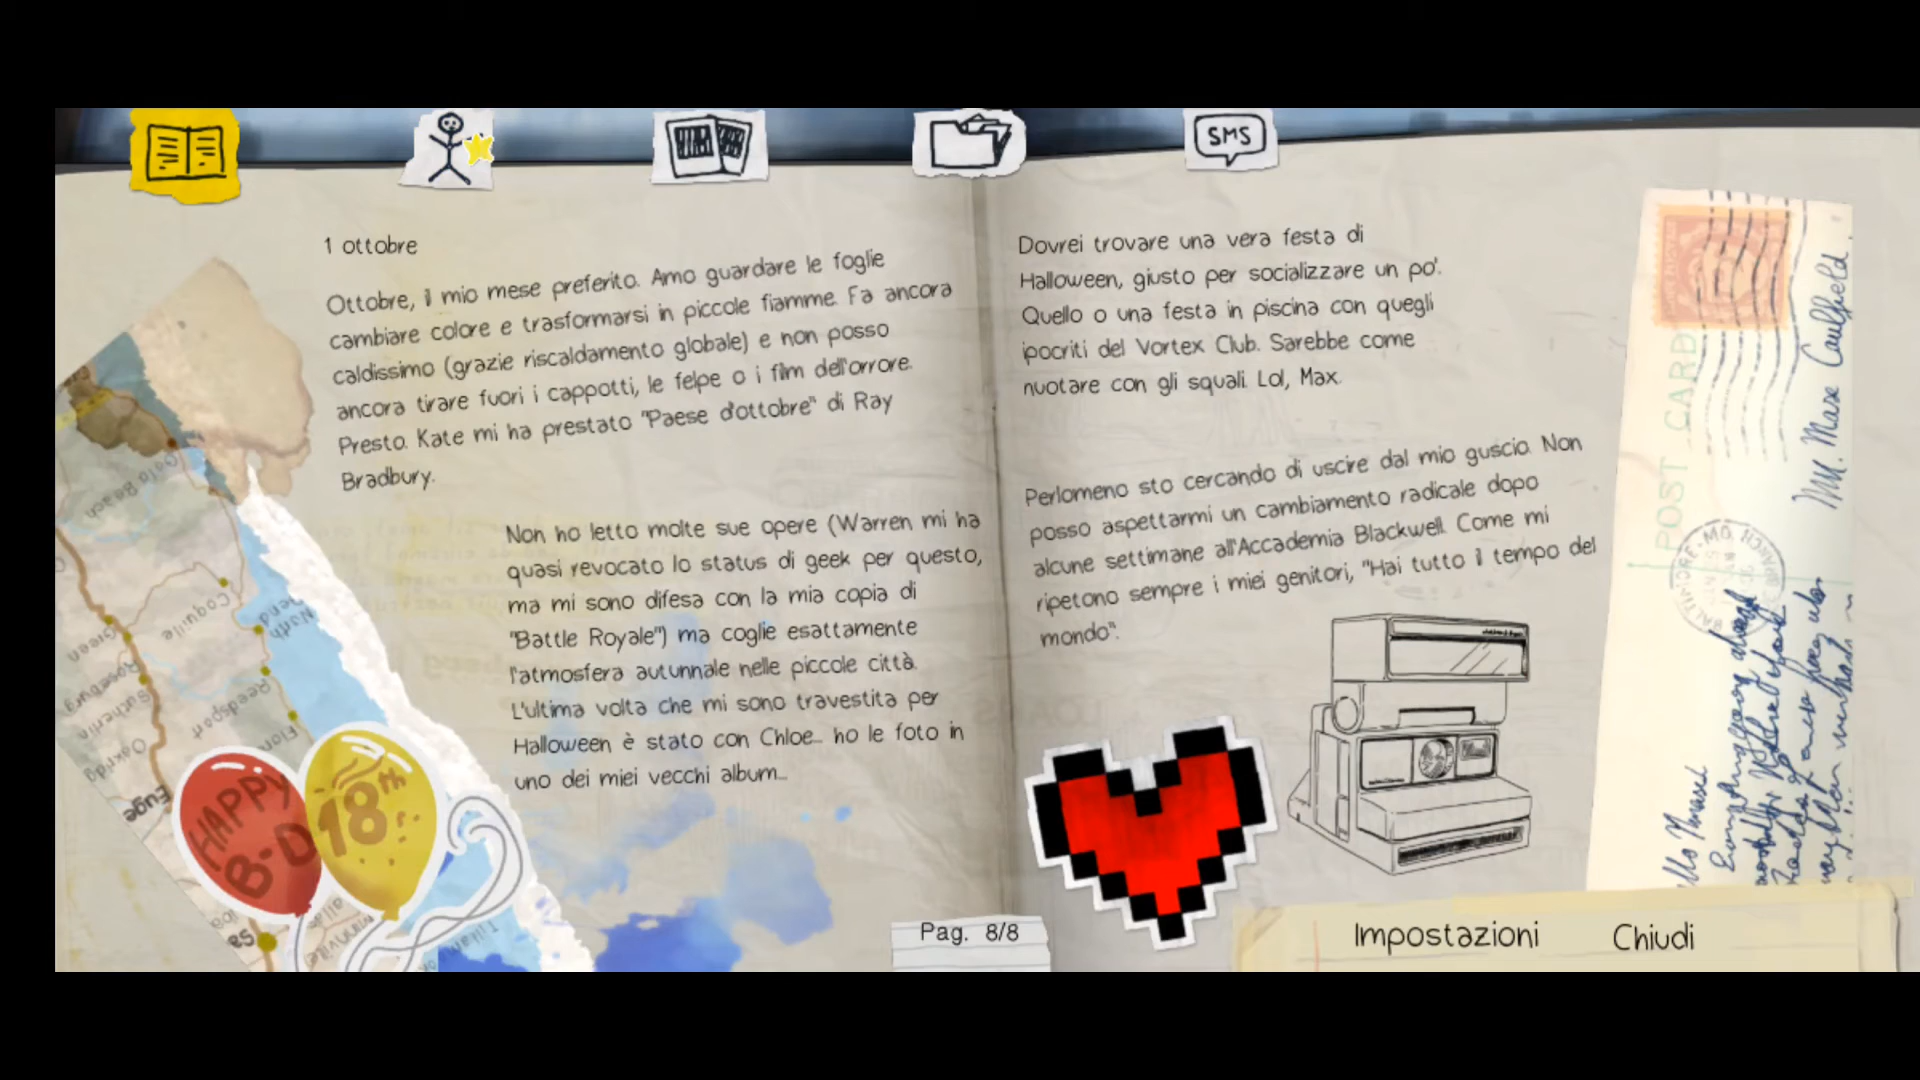 SMS
1 ottobre
Ottobre, il mio mese preferito. Amo guardare le foglie
cambiare colore e trasformarsi in piccole fiamme. Fa ancora
caldissimo (grazie riscaldamento globale) e non posso
ancora tirare fuori i cappotti, le felpe o i film dell'orrore.
Presto. Kate mi ha prestato "Paese d'ottobre" di Ray
Bradbury.
Non ho letto molte sue opere (Warren mi ha
quasi revocato lo status di geek per questo,
ma mi sono difesa con la mia copia di
"Battle Royale") ma coglie esattamente
l'atmosfera autunnale nelle piccole città.
L'ultima volta che mi sono travestita per
Halloween è stato con Chloe... ho le foto in
uno dei miei vecchi album...
Dovrei trovare una vera festa di
Halloween, giusto per socializzare un po'.
Quello o una festa in piscina con quegli
ipocriti del Vortex Club. Sarebbe come
nuotare con gli squali. Lol, Max.
Perlomeno sto cercando di uscire dal mio guscio. Non
posso aspettarmi un cambiamento radicale dopo
alcune settimane all'Accademia Blackwell. Come mi
ripetono sempre i miei genitori, "Hai tutto il tempo del
mondo".
Coquille
North Bend
Reedsport
Green
Roseburg
Sutherlin
Oakridg
Euge
HAPPY
B-D
18th
POST CARD
Max Caulfield
Pag. 8/8
Impostazioni
Chiudi